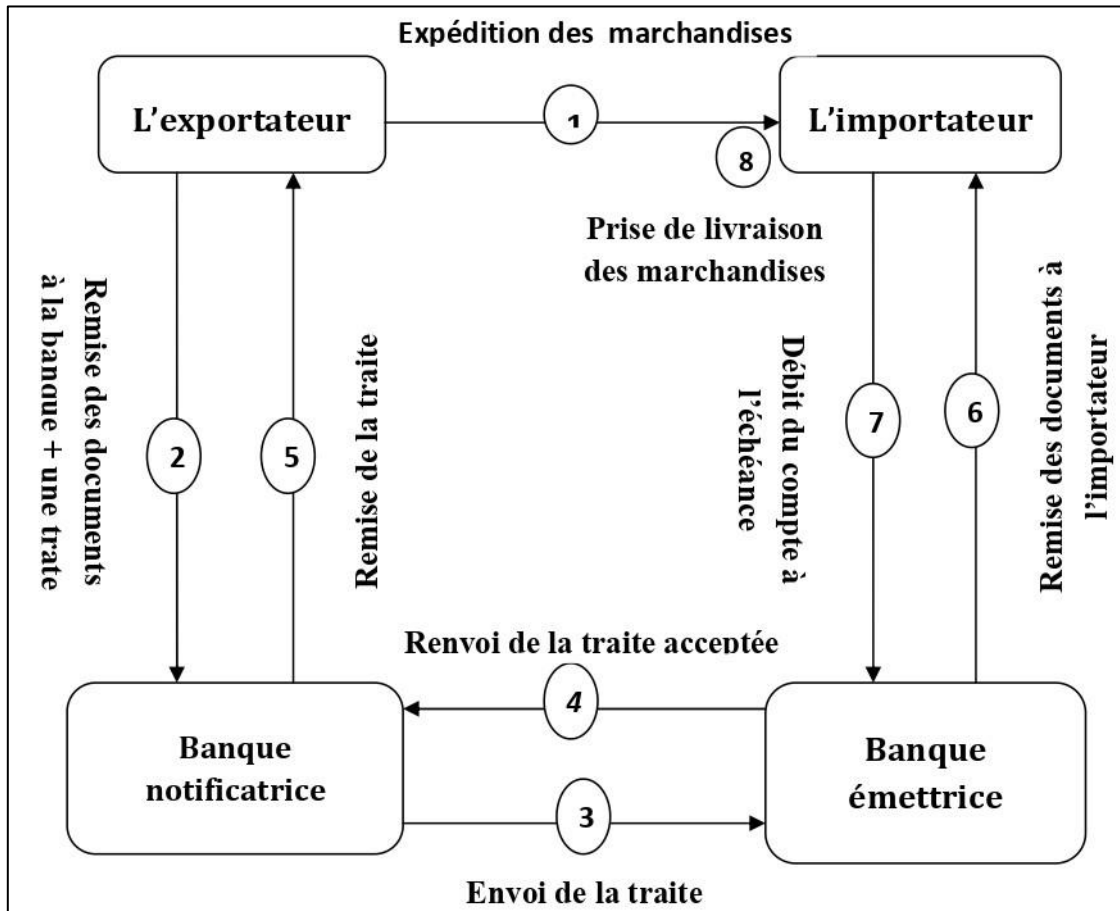 Expédition des marchandises
L'exportateur
1
L'importateur
8
Prise de livraison
des marchandises
Remise des documents
à la banque + une trate
2
5
Remise de la traite
Débit du compte à
l'échéance
7
6
Remise des documents à
l'importateur
Renvoi de la traite acceptée
4
Banque
notificatrice
Banque
émettrice
3
Envoi de la traite